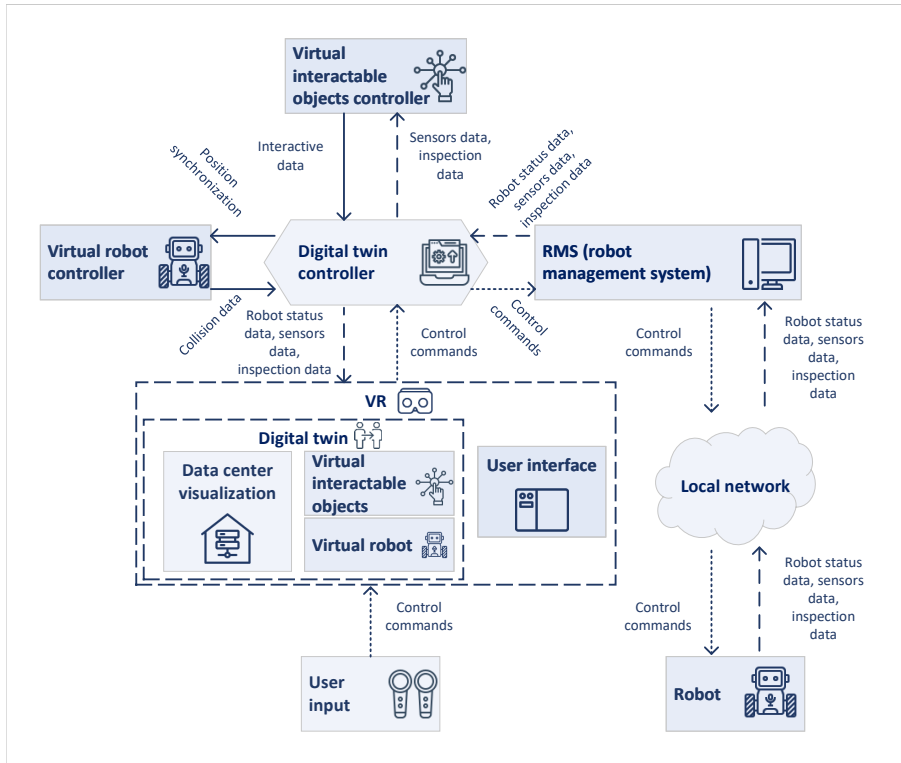 Virtual
interactable
objects controller
Interactive
data
Sensors data,
inspection data
Robot status data,
sensors data,
inspection data
Position
synchronization
Virtual robot
controller
Digital twin
controller
RMS (robot
management system)
Collision data
Robot status
data, sensors
data,
inspection data
Control
commands
Control
commands
Control
commands
Robot status
data, sensors
data,
inspection
data
VR
Digital twin
Data center
visualization
Virtual
interactable
objects
Virtual robot
User interface
Local network
Control
commands
Control
commands
Robot status
data, sensors
data,
inspection
data
User
input
Robot